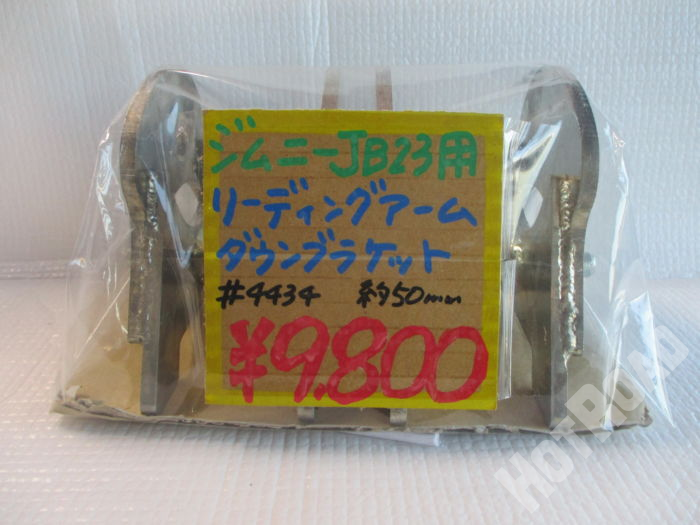 ジムニーJB23用
リーディングアーム
ダウンブラケット
#4434 約50mm
¥9.800
HOTROAD